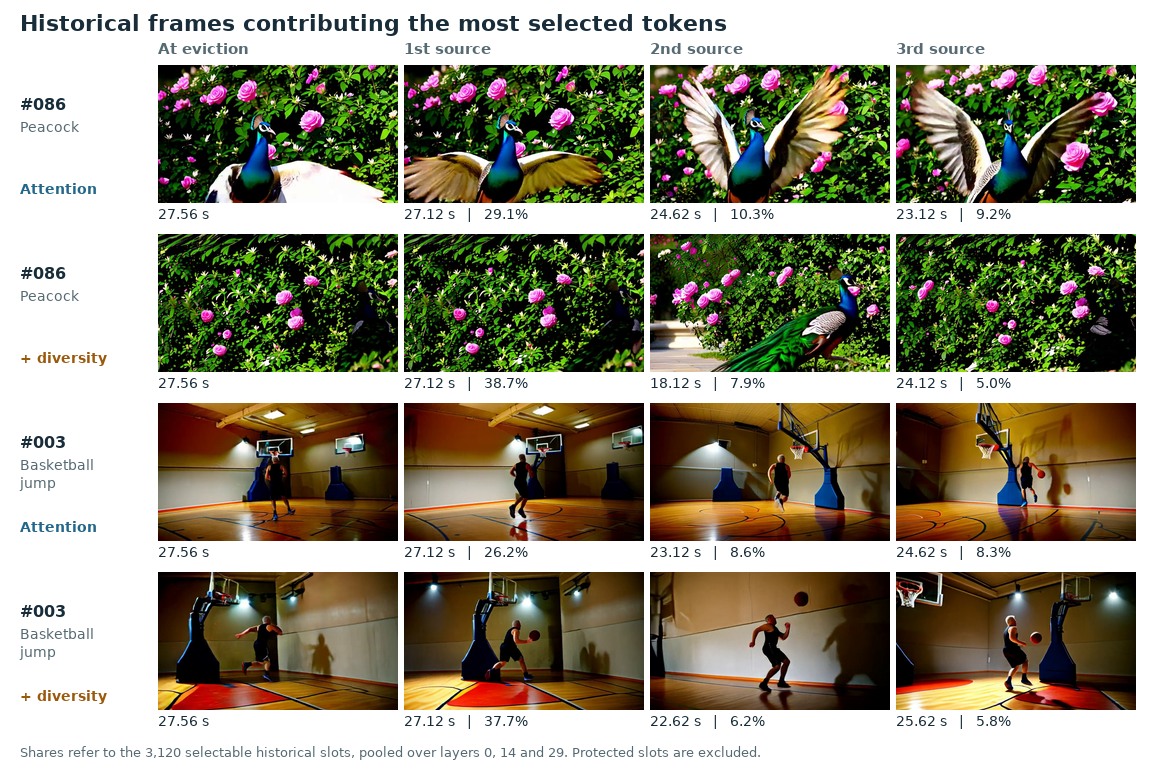 Historical frames contributing the most selected tokens
At eviction 1st source 2nd source 3rd source
#086
Peacock
Attention
27.56 s 27.12 s | 29.1% 24.62 s | 10.3% 23.12 s | 9.2%
#086
Peacock
+ diversity
27.56 s 27.12 s | 38.7% 18.12 s | 7.9% 24.12 s | 5.0%
#003
Basketball
jump
Attention
27.56 s 27.12 s | 26.2% 23.12 s | 8.6% 24.62 s | 8.3%
#003
Basketball
jump
+ diversity
27.56 s 27.12 s | 37.7% 22.62 s | 6.2% 25.62 s | 5.8%
Shares refer to the 3,120 selectable historical slots, pooled over layers 0, 14 and 29. Protected slots are excluded.